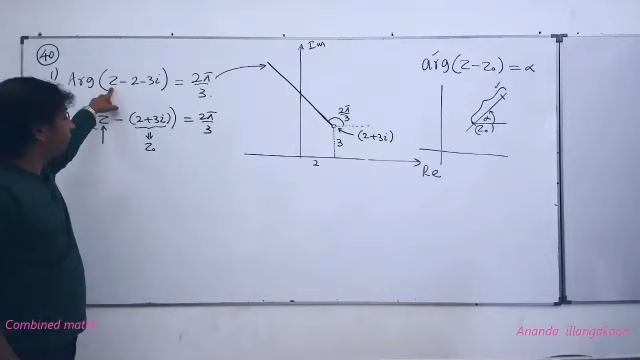 40
1) Arg(Z-2-3i) = 2π/3.
Z - (2+3i) = 2π/3
Z₀
Im
2π/3
(2+3i)
3
2
Re
arg(Z-Z₀) = α
α
(Z₀)
Combined maths
Ananda illangakoon